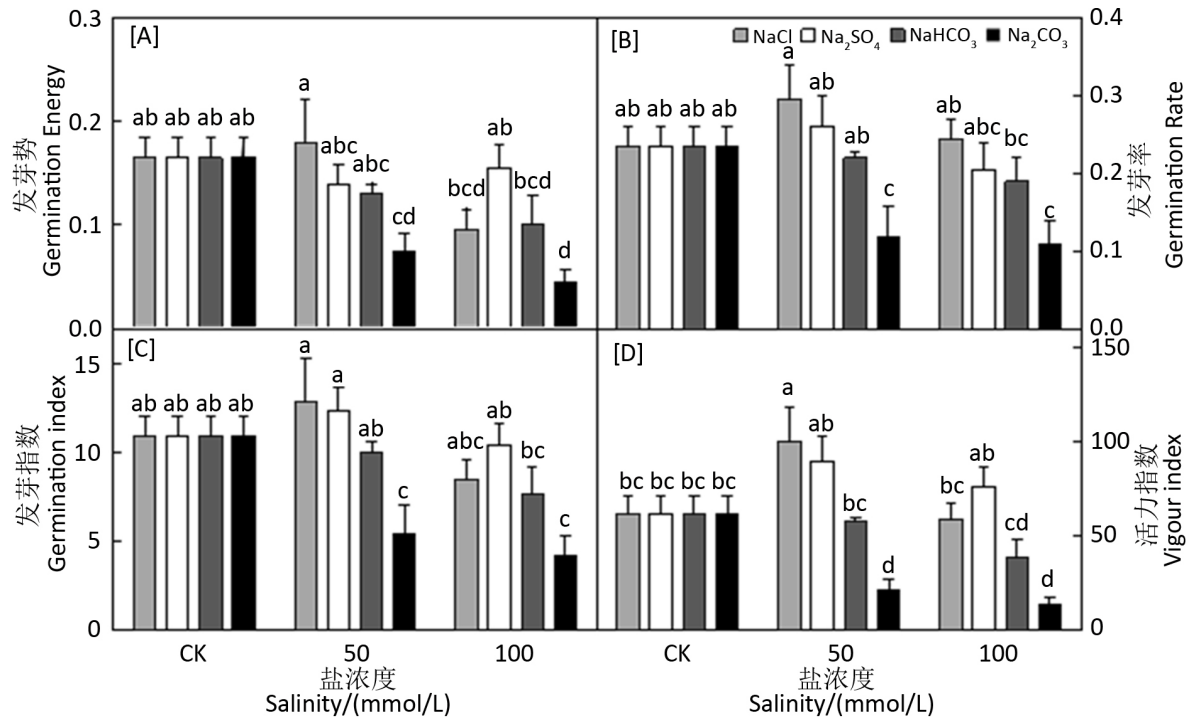 [A]
0.3
0.2
0.1
0.0
发芽势
Germination Energy
ab ab ab ab
a
abc abc
cd
bcd
ab
bcd
d
[B]
NaCl Na₂SO₄ NaHCO₃ Na₂CO₃
0.4
0.3
0.2
0.1
0.0
发芽率
Germination Rate
ab ab ab ab
a
ab
ab
c
ab
abc
bc
c
[C]
15
10
5
0
发芽指数
Germination index
ab ab ab ab
a
a
ab
c
abc
ab
bc
c
CK 50 100
盐浓度
Salinity/(mmol/L)
[D]
150
100
50
0
活力指数
Vigour index
bc bc bc bc
a
ab
bc
d
bc
ab
cd
d
CK 50 100
盐浓度
Salinity/(mmol/L)